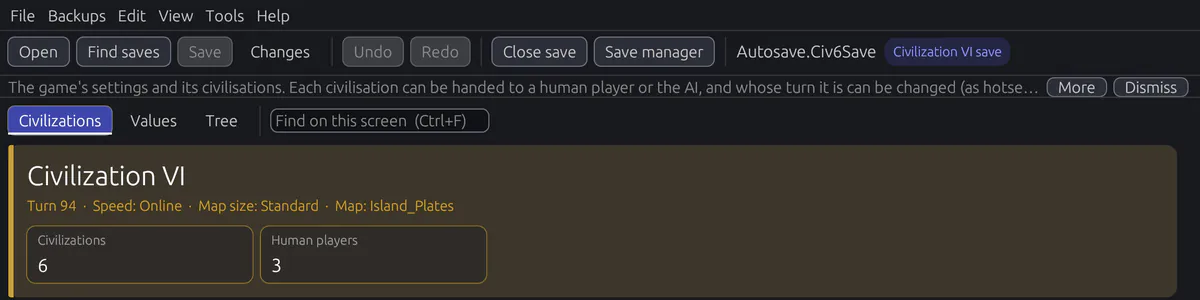 File Backups Edit View Tools Help
Open Find saves Save Changes Undo Redo Close save Save manager Autosave.Civ6Save Civilization VI save
The game's settings and its civilisations. Each civilisation can be handed to a human player or the AI, and whose turn it is can be changed (as hotse… More Dismiss
Civilizations Values Tree Find on this screen (Ctrl+F)
Civilization VI
Turn 94 · Speed: Online · Map size: Standard · Map: Island_Plates
Civilizations Human players
6 3